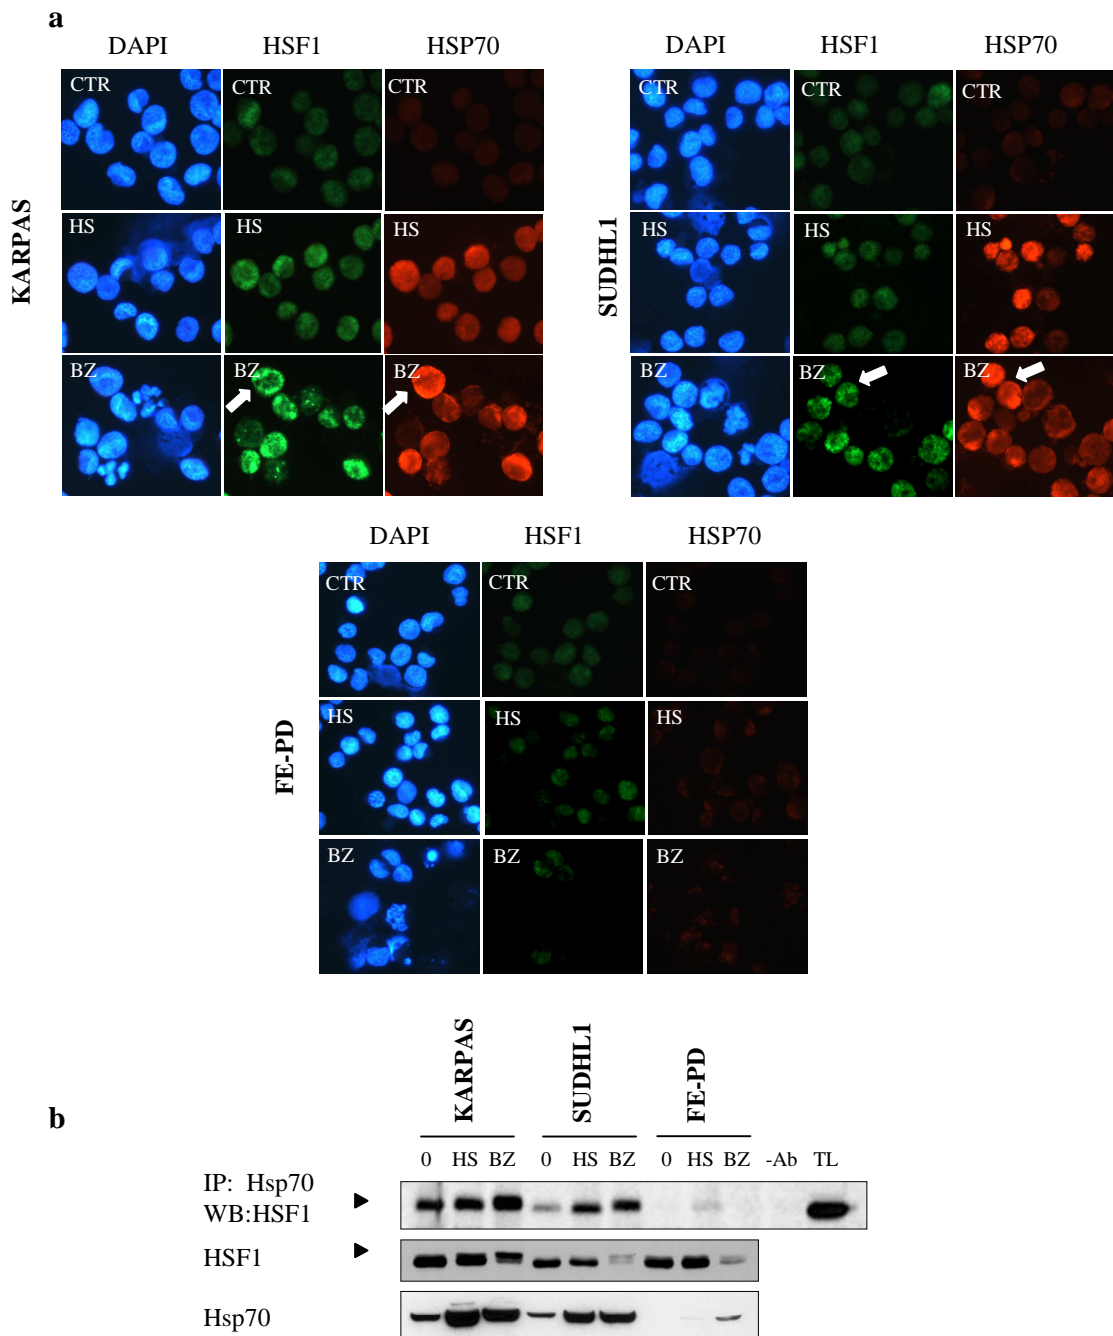 a
DAPI HSF1 HSP70
DAPI HSF1 HSP70
KARPAS
CTR CTR CTR
HS HS HS
BZ BZ BZ
SUDHL1
CTR CTR CTR
HS HS HS
BZ BZ BZ
DAPI HSF1 HSP70
FE-PD
CTR CTR CTR
HS HS HS
BZ BZ BZ
b
KARPAS SUDHL1 FE-PD
0 HS BZ 0 HS BZ 0 HS BZ -Ab TL
IP: Hsp70
WB:HSF1
HSF1
Hsp70